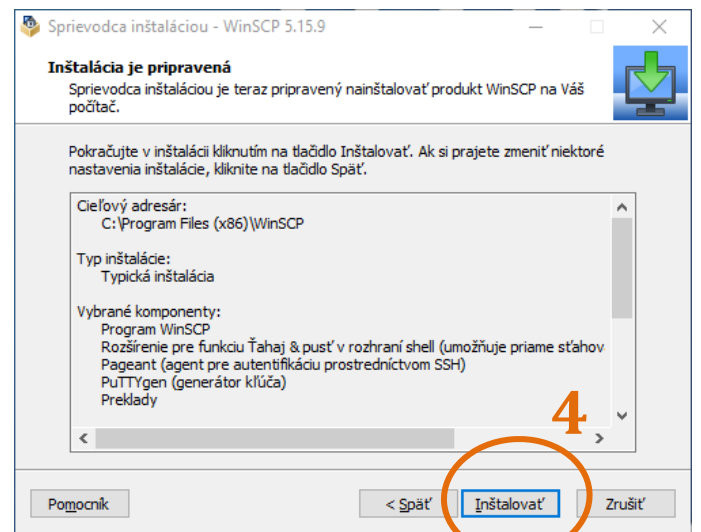 Sprievodca inštaláciou - WinSCP 5.15.9
Inštalácia je pripravená
Sprievodca inštaláciou je teraz pripravený nainštalovať produkt WinSCP na Váš
počítač.
Pokračujte v inštalácii kliknutím na tlačidlo Inštalovať. Ak si prajete zmeniť niektoré
nastavenia inštalácie, kliknite na tlačidlo Späť.
Cieľový adresár:
C:\Program Files (x86)\WinSCP
Typ inštalácie:
Typická inštalácia
Vybrané komponenty:
Program WinSCP
Rozšírenie pre funkciu Ťahaj & pusť v rozhraní shell (umožňuje priame sťahov
Pageant (agent pre autentifikáciu prostredníctvom SSH)
PuTTYgen (generátor kľúča)
Preklady
4
Pomocník < Späť Inštalovať Zrušiť